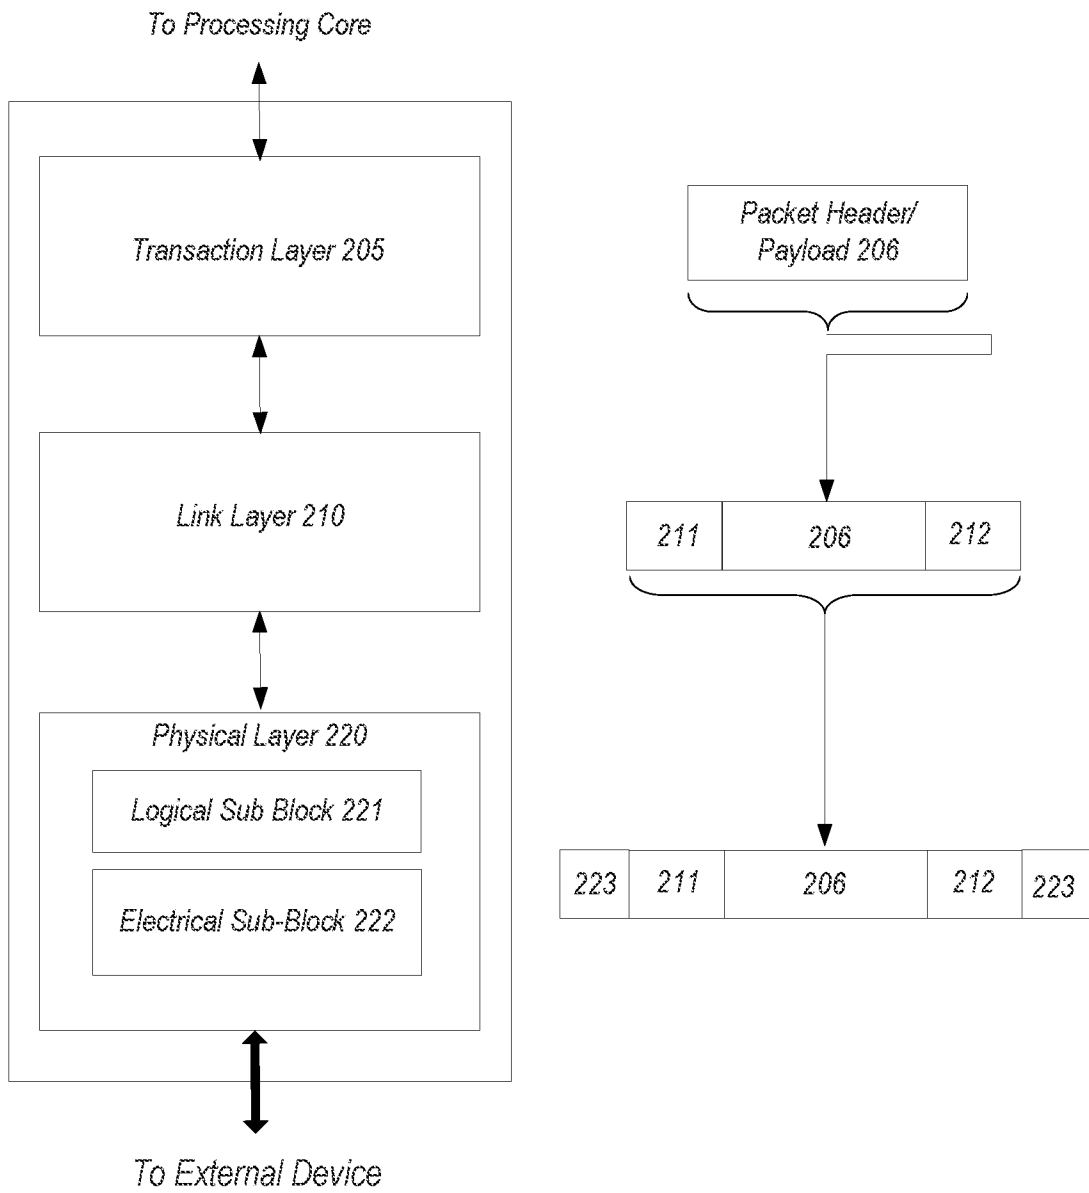 To Processing Core
Transaction Layer 205
Packet Header/
Payload 206
Link Layer 210
211 206 212
Physical Layer 220
Logical Sub Block 221
Electrical Sub-Block 222
223 211 206 212 223
To External Device